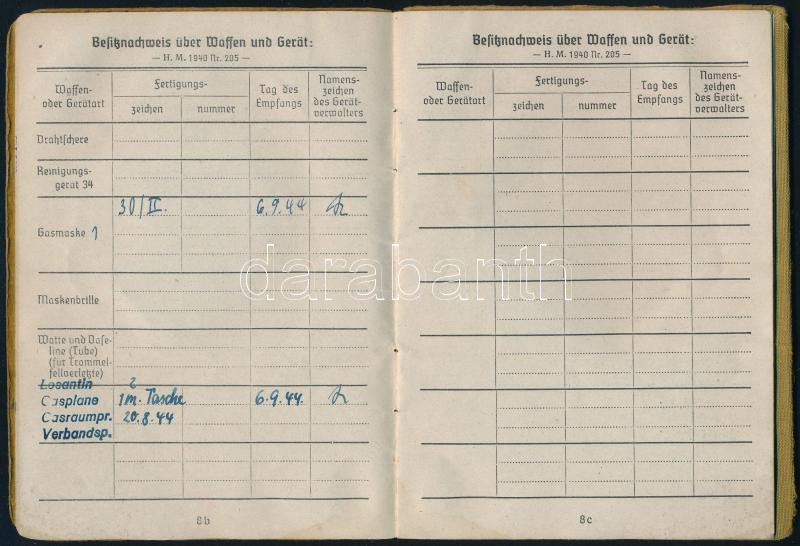 Besitznachweis über Waffen und Gerät:
— H. M. 1940 Nr. 205 —
Waffen- oder Gerätart
Fertigungs-
zeichen
nummer
Tag des Empfangs
Namens-
zeichen
des Gerät-
verwalters
Drahtschere
Reinigungs-
gerät 34
30/II. 6.9.44
Gasmaske 1
Maskenbrille
Watte und Vase-
line (Tube)
(für Trommel-
fellverletzte)
Losantin 2
Gasplane 1 m. Tasche 6.9.44.
Gasraumpr. 20.8.44
Verbandsp.
8b
Besitznachweis über Waffen und Gerät:
— H. M. 1940 Nr. 205 —
Waffen-
oder Gerätart
Fertigungs-
zeichen
nummer
Tag des
Empfangs
Namens-
zeichen
des Gerät-
verwalters
8c
darabanth